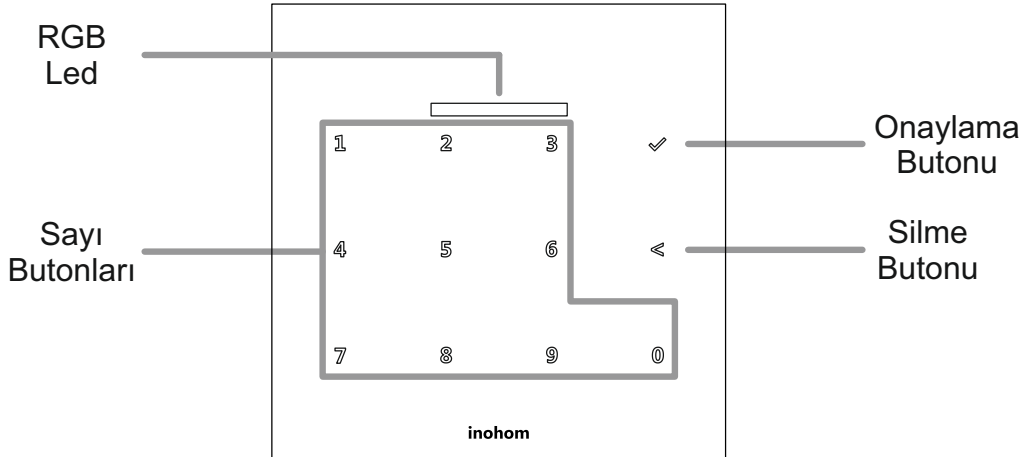 RGB
Led
1 2 3 ✓
Onaylama
Butonu
Sayı
Butonları
4 5 6 <
Silme
Butonu
7 8 9 0
inohom